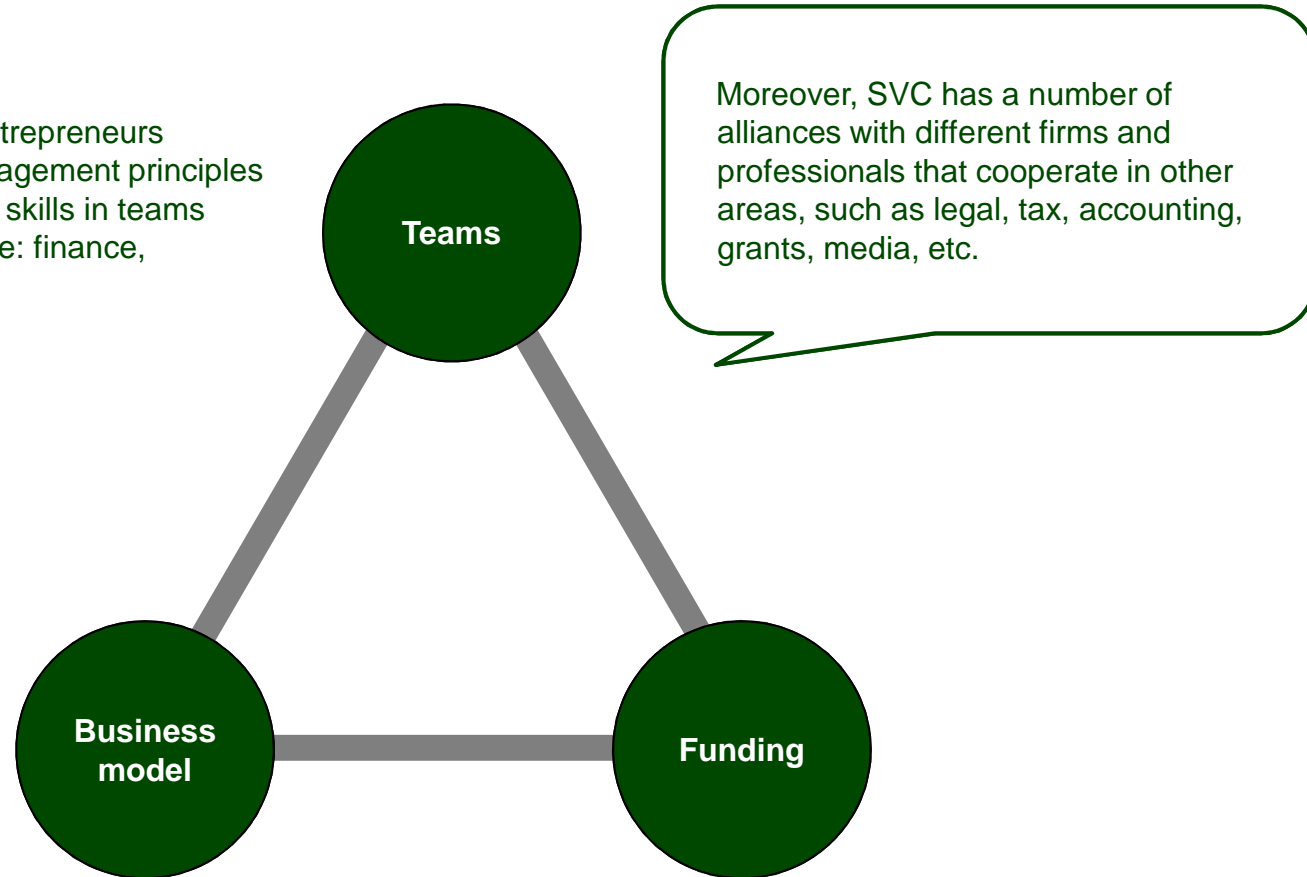 trepreneurs
agement principles
skills in teams
e: finance,
Teams
Moreover, SVC has a number of
alliances with different firms and
professionals that cooperate in other
areas, such as legal, tax, accounting,
grants, media, etc.
Business
model
Funding